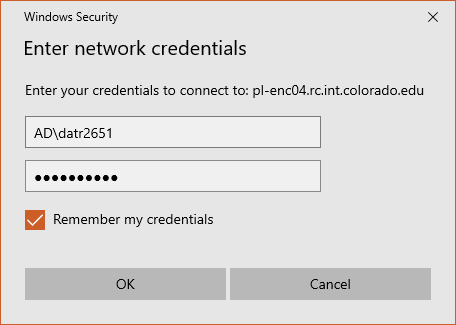 Windows Security
Enter network credentials
Enter your credentials to connect to: pl-enc04.rc.int.colorado.edu
AD\datr2651
●●●●●●●●●●
Remember my credentials
OK
Cancel